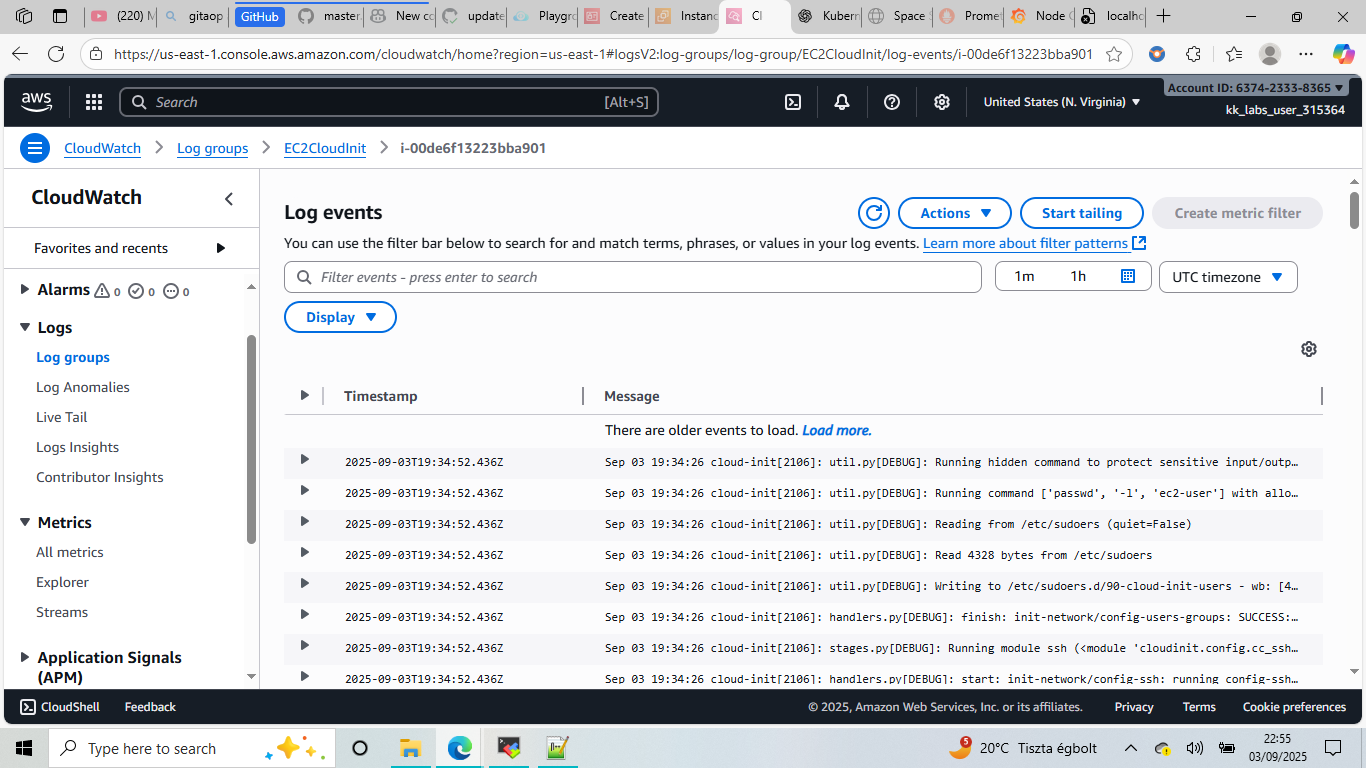 (220) M
gitaop
GitHub
master.
New co
update
Playgro
Create
Instanc
Cl
Kubern
Space S
Promet
Node G
localhc
https://us-east-1.console.aws.amazon.com/cloudwatch/home?region=us-east-1#logsV2:log-groups/log-group/EC2CloudInit/log-events/i-00de6f13223bba901
aws
Search
[Alt+S]
United States (N. Virginia)
Account ID: 6374-2333-8365
kk_labs_user_315364
CloudWatch
Log groups
EC2CloudInit
i-00de6f13223bba901
CloudWatch
Favorites and recents
Alarms 0 0 0
Logs
Log groups
Log Anomalies
Live Tail
Logs Insights
Contributor Insights
Metrics
All metrics
Explorer
Streams
Application Signals
(APM)
Log events
Actions
Start tailing
Create metric filter
You can use the filter bar below to search for and match terms, phrases, or values in your log events. Learn more about filter patterns
Filter events - press enter to search
1m
1h
UTC timezone
Display
Timestamp
Message
There are older events to load. Load more.
2025-09-03T19:34:52.436Z Sep 03 19:34:26 cloud-init[2106]: util.py[DEBUG]: Running hidden command to protect sensitive input/outp…
2025-09-03T19:34:52.436Z Sep 03 19:34:26 cloud-init[2106]: util.py[DEBUG]: Running command ['passwd', '-l', 'ec2-user'] with allo…
2025-09-03T19:34:52.436Z Sep 03 19:34:26 cloud-init[2106]: util.py[DEBUG]: Reading from /etc/sudoers (quiet=False)
2025-09-03T19:34:52.436Z Sep 03 19:34:26 cloud-init[2106]: util.py[DEBUG]: Read 4328 bytes from /etc/sudoers
2025-09-03T19:34:52.436Z Sep 03 19:34:26 cloud-init[2106]: util.py[DEBUG]: Writing to /etc/sudoers.d/90-cloud-init-users - wb: [4…
2025-09-03T19:34:52.436Z Sep 03 19:34:26 cloud-init[2106]: handlers.py[DEBUG]: finish: init-network/config-users-groups: SUCCESS:…
2025-09-03T19:34:52.436Z Sep 03 19:34:26 cloud-init[2106]: stages.py[DEBUG]: Running module ssh (<module 'cloudinit.config.cc_ssh…
2025-09-03T19:34:52.436Z Sep 03 19:34:26 cloud-init[2106]: handlers.py[DEBUG]: start: init-network/config-ssh: running config-ssh…
CloudShell
Feedback
© 2025, Amazon Web Services, Inc. or its affiliates.
Privacy
Terms
Cookie preferences
Type here to search
5
20°C Tiszta égbolt
22:55
03/09/2025